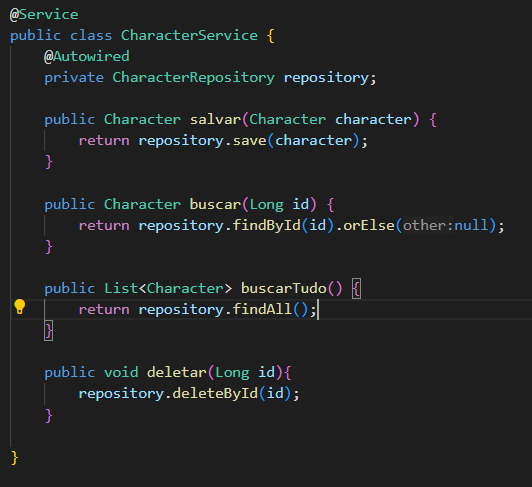 @Service
public class CharacterService {
    @Autowired
    private CharacterRepository repository;
    public Character salvar(Character character) {
        return repository.save(character);
    }
    public Character buscar(Long id) {
        return repository.findById(id).orElse(other:null);
    }
    public List<Character> buscarTudo() {
        return repository.findAll();
    }
    public void deletar(Long id){
        repository.deleteById(id);
    }
}